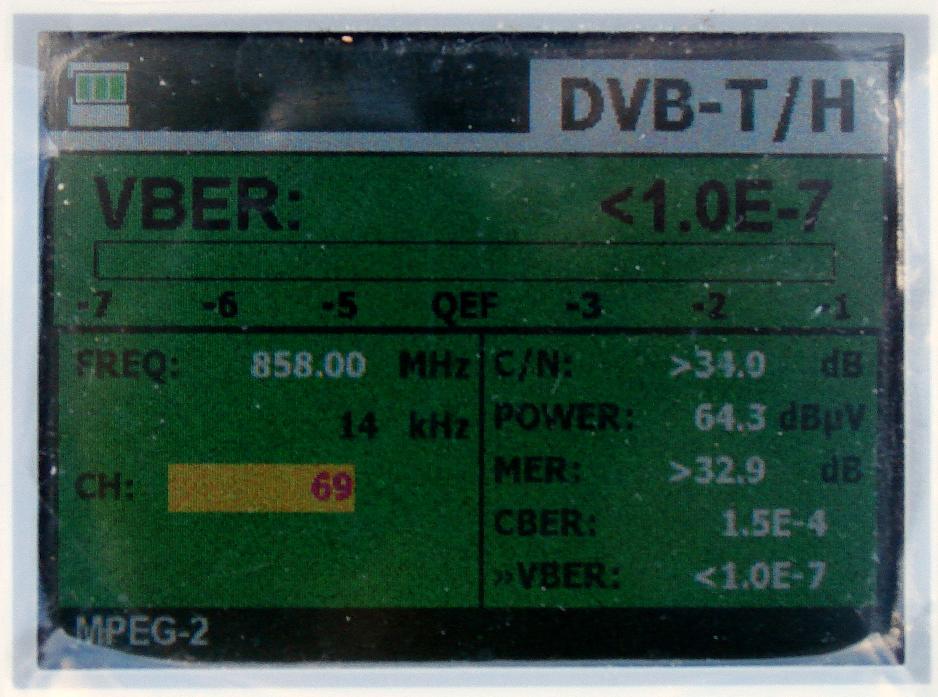 DVB-T/H
VBER: <1.0E-7
-7 -6 -5 QEF -3 -2 -1
FREQ: 858.00 MHz
14 kHz
CH: 69
C/N: >34.0 dB
POWER: 64.3 dBµV
MER: >32.9 dB
CBER: 1.5E-4
»VBER: <1.0E-7
MPEG-2